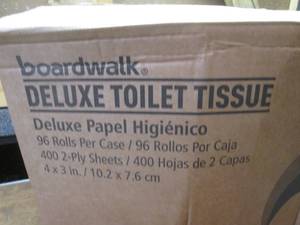 boardwalk®
DELUXE TOILET TISSUE
Deluxe Papel Higiénico
96 Rolls Per Case / 96 Rollos Por Caja
400 2-Ply Sheets / 400 Hojas de 2 Capas
4 x 3 in. / 10.2 x 7.6 cm